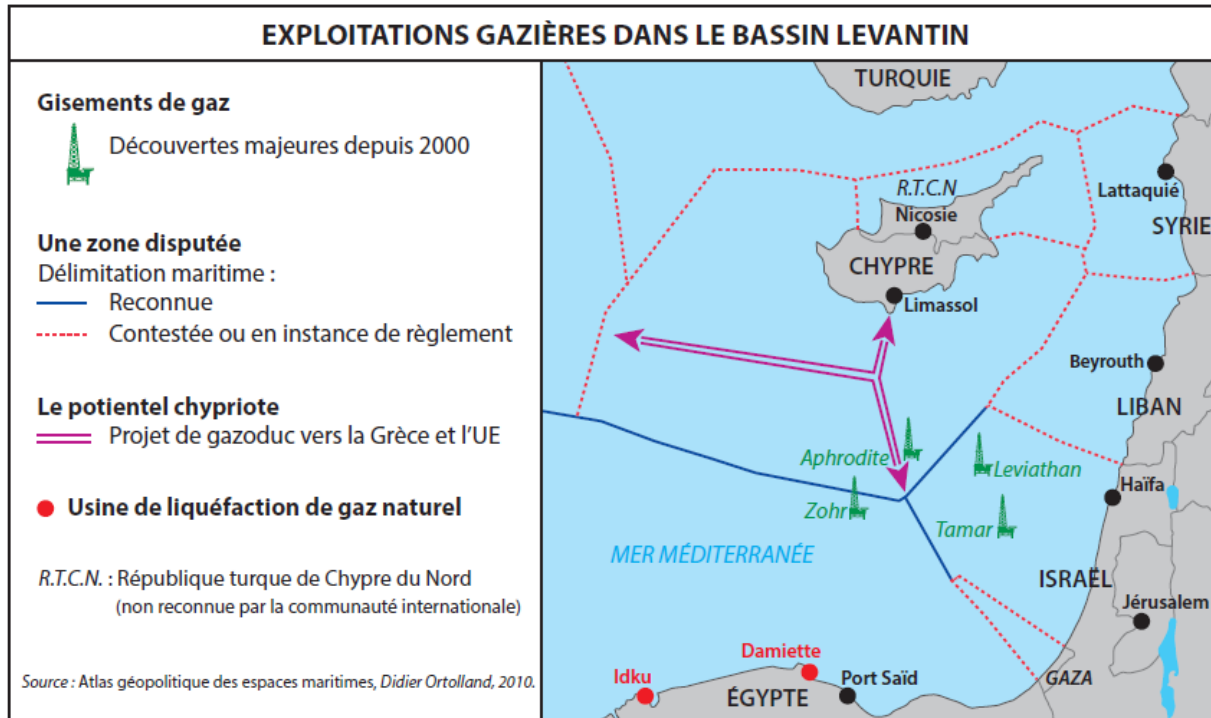 EXPLOITATIONS GAZIÈRES DANS LE BASSIN LEVANTIN
Gisements de gaz
Découvertes majeures depuis 2000
Une zone disputée
Délimitation maritime :
Reconnue
Contestée ou en instance de règlement
Le potientel chypriote
Projet de gazoduc vers la Grèce et l'UE
Usine de liquéfaction de gaz naturel
R.T.C.N. : République turque de Chypre du Nord
(non reconnue par la communauté internationale)
Source : Atlas géopolitique des espaces maritimes, Didier Ortolland, 2010.
TURQUIE
R.T.C.N
Nicosie
CHYPRE
Limassol
Lattaquié
SYRIE
Beyrouth
LIBAN
Aphrodite
Leviathan
Zohr
Tamar
Haïfa
MER MÉDITERRANÉE
ISRAËL
Jérusalem
Damiette
Idku
ÉGYPTE
Port Saïd
GAZA